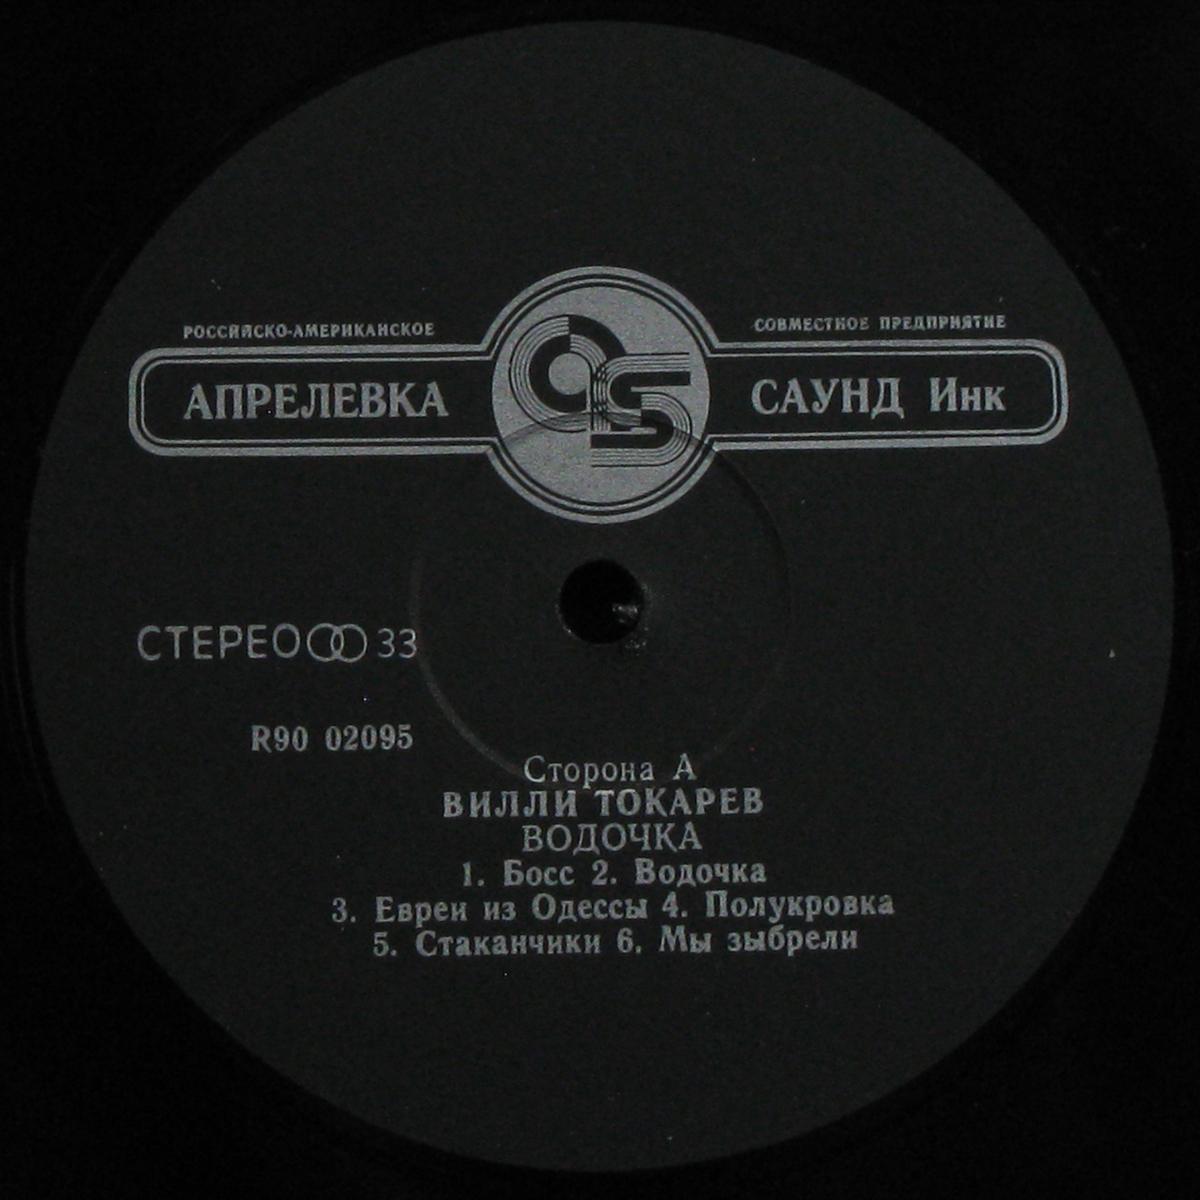 РОССИЙСКО-АМЕРИКАНСКОЕ СОВМЕСТНОЕ ПРЕДПРИЯТИЕ
АПРЕЛЕВКА AS САУНД Инк
СТЕРЕО 33
R90 02095
Сторона А
ВИЛЛИ ТОКАРЕВ
ВОДОЧКА
1. Босс 2. Водочка
3. Евреи из Одессы 4. Полукровка
5. Стаканчики 6. Мы зыбрели